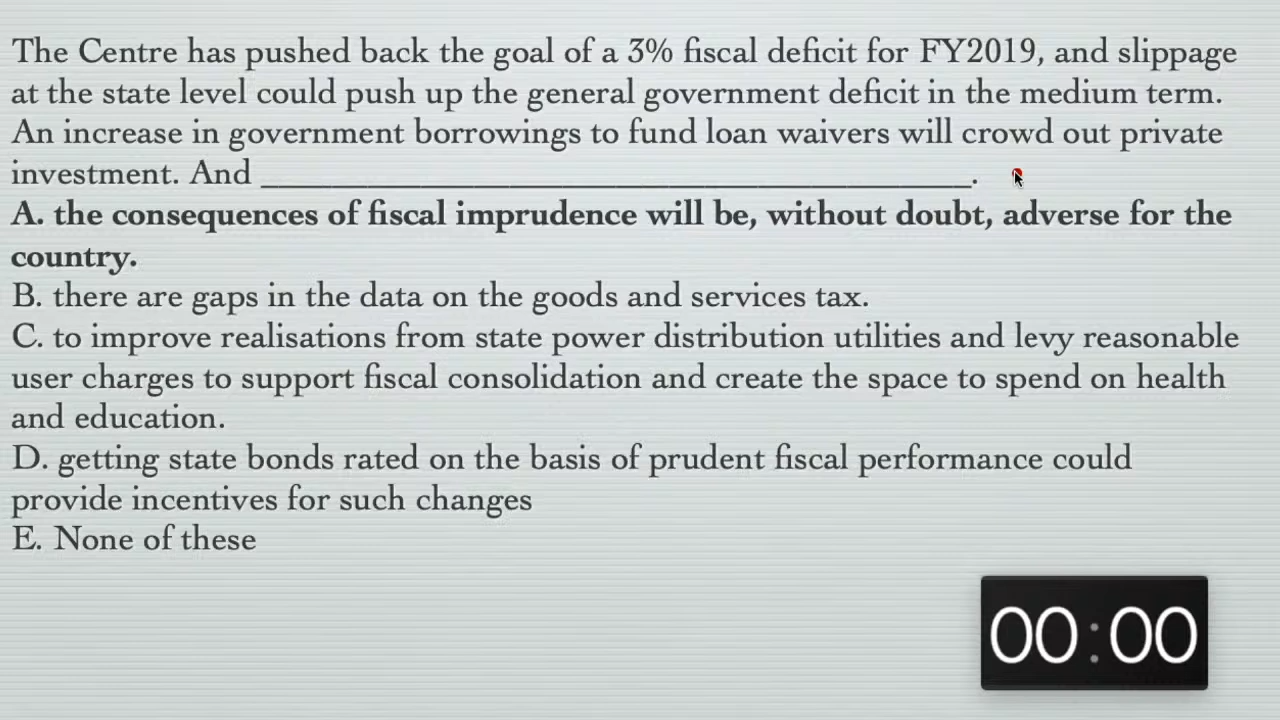 The Centre has pushed back the goal of a 3% fiscal deficit for FY2019, and slippage
at the state level could push up the general government deficit in the medium term.
An increase in government borrowings to fund loan waivers will crowd out private
investment. And ________________________________________.
A. the consequences of fiscal imprudence will be, without doubt, adverse for the
country.
B. there are gaps in the data on the goods and services tax.
C. to improve realisations from state power distribution utilities and levy reasonable
user charges to support fiscal consolidation and create the space to spend on health
and education.
D. getting state bonds rated on the basis of prudent fiscal performance could
provide incentives for such changes
E. None of these
00:00